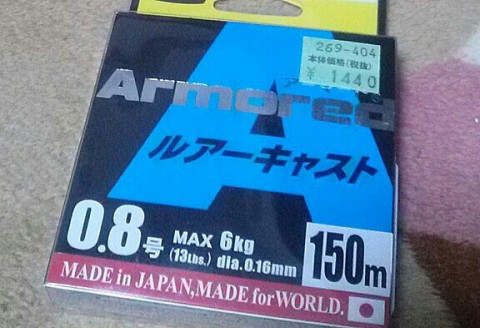 269-404
本体価格(税抜)
¥ 1440
Armored
ルアーキャスト
0.8号
MAX 6kg
(13Lbs.) dia.0.16mm
150m
MADE in JAPAN, MADE for WORLD.